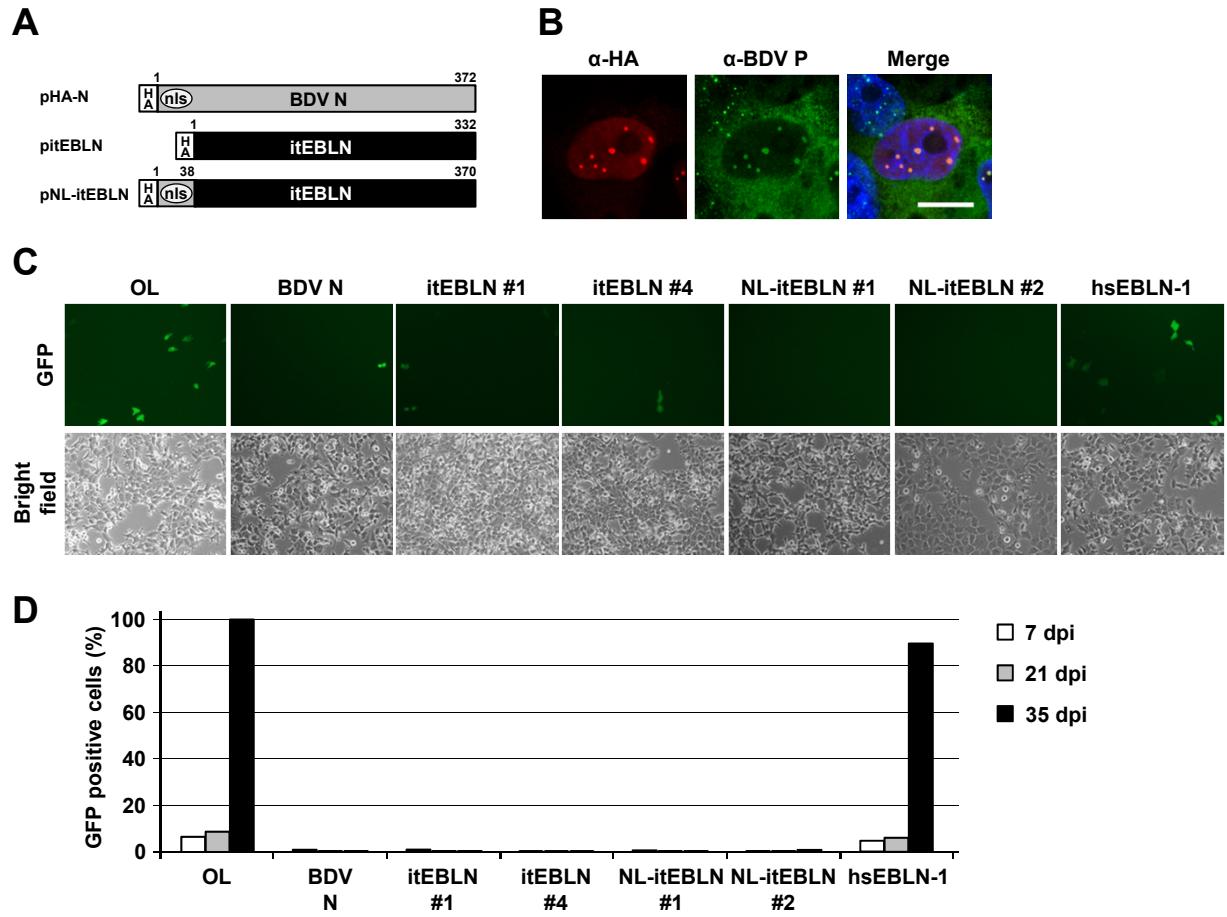 A
1 372
pHA-N HA nls BDV N
1 332
pitEBLN HA itEBLN
1 38 370
pNL-itEBLN HA nls itEBLN
B
α-HA α-BDV P Merge
C
OL BDV N itEBLN #1 itEBLN #4 NL-itEBLN #1 NL-itEBLN #2 hsEBLN-1
GFP
Bright
field
D
GFP positive cells (%)
100
80
60
40
20
0
OL BDV N itEBLN #1 itEBLN #4 NL-itEBLN #1 NL-itEBLN #2 hsEBLN-1
7 dpi
21 dpi
35 dpi